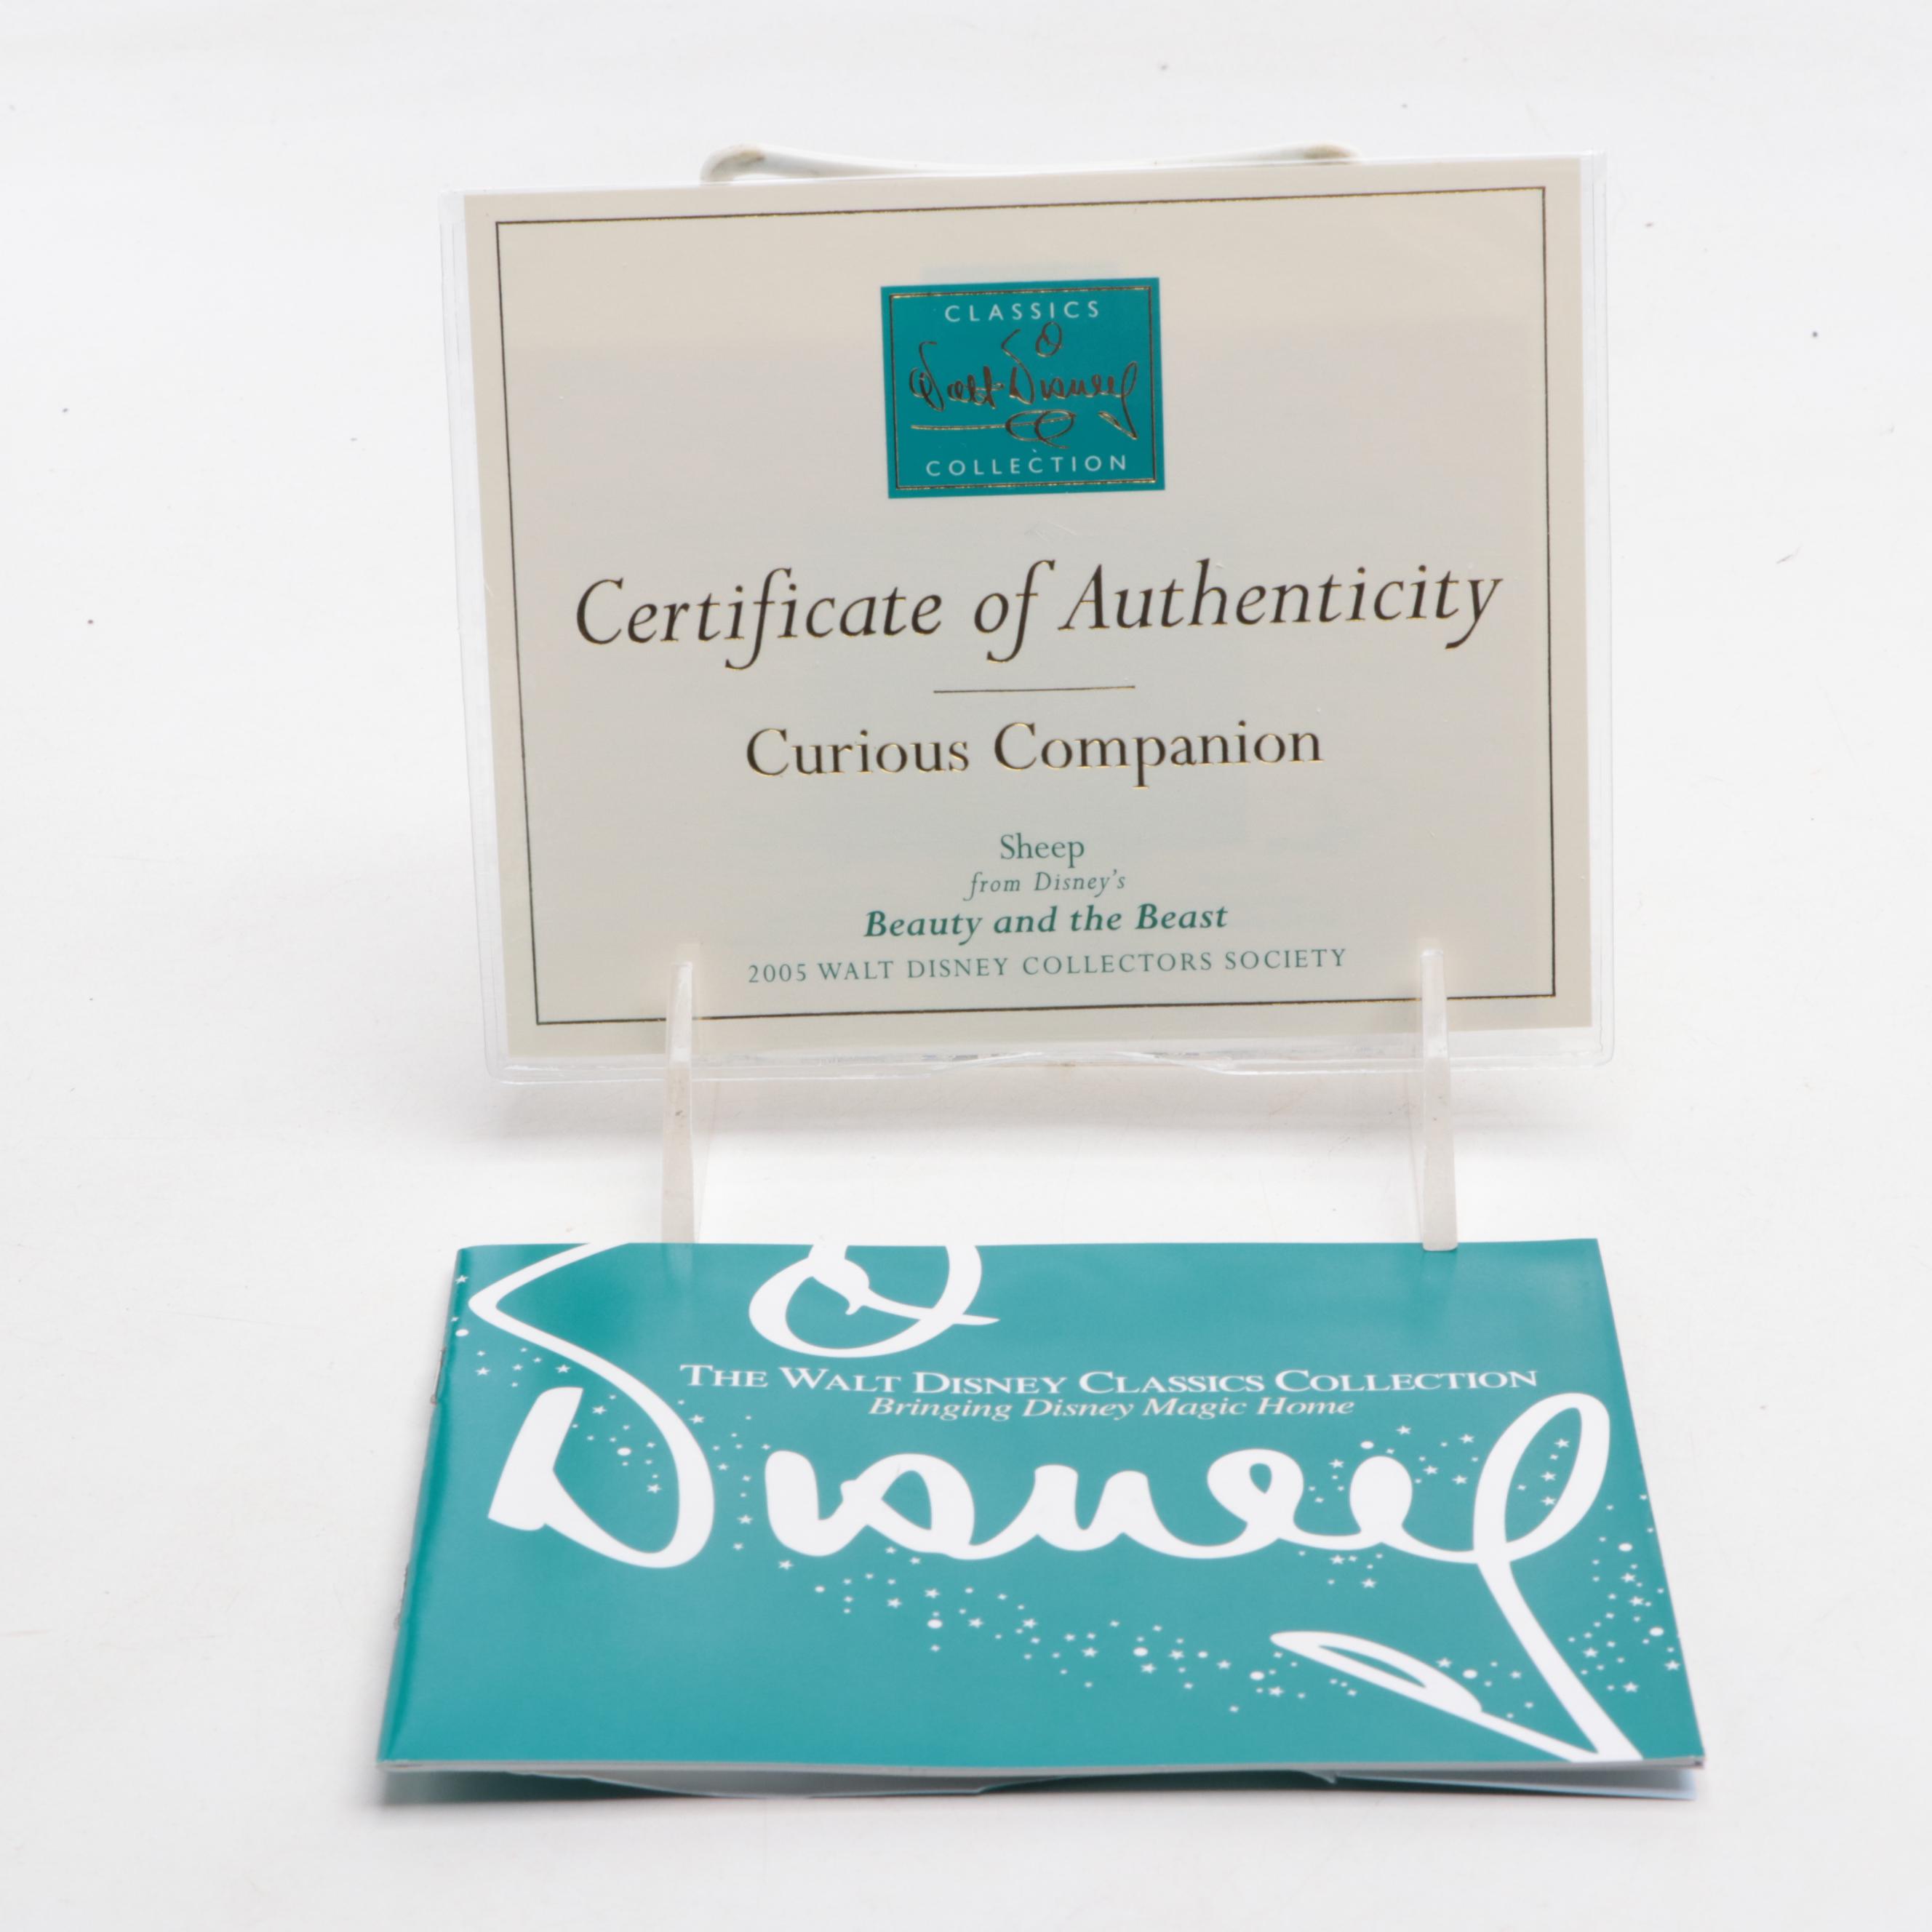 CLASSICS
Walt Disney
COLLECTION
Certificate of Authenticity
Curious Companion
Sheep
from Disney's
Beauty and the Beast
2005 WALT DISNEY COLLECTORS SOCIETY
THE WALT DISNEY CLASSICS COLLECTION
Bringing Disney Magic Home
Disney